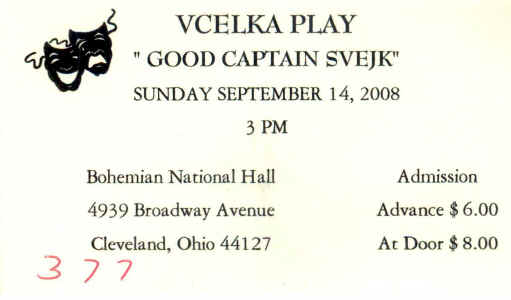 VCELKA PLAY
" GOOD CAPTAIN SVEJK"
SUNDAY SEPTEMBER 14, 2008
3 PM
Bohemian National Hall
4939 Broadway Avenue
Cleveland, Ohio 44127
Admission
Advance $ 6.00
At Door $ 8.00
377